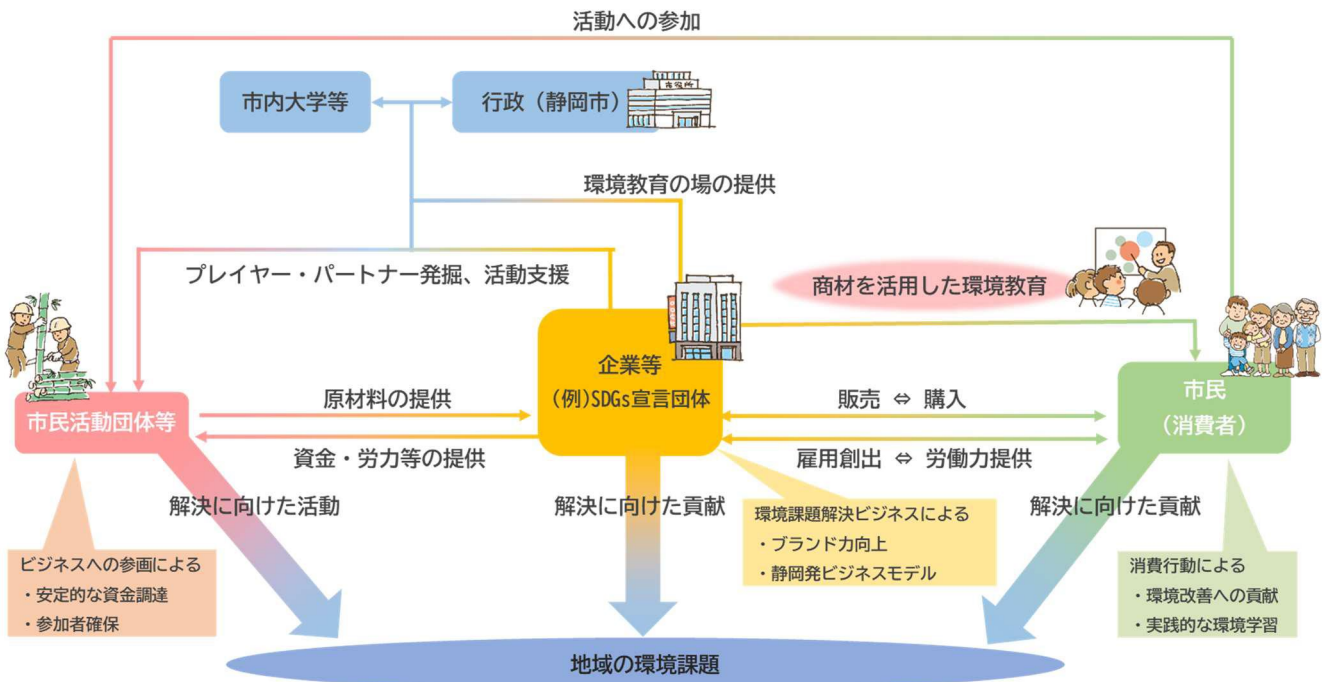 活動への参加
市内大学等
行政（静岡市）
市役所
環境教育の場の提供
プレイヤー・パートナー発掘、活動支援
商材を活用した環境教育
企業等
（例）SDGs宣言団体
市民
（消費者）
市民活動団体等
原材料の提供
資金・労力等の提供
販売 ⇔ 購入
雇用創出 ⇔ 労働力提供
解決に向けた活動
解決に向けた貢献
解決に向けた貢献
ビジネスへの参画による
・安定的な資金調達
・参加者確保
環境課題解決ビジネスによる
・ブランド力向上
・静岡発ビジネスモデル
消費行動による
・環境改善への貢献
・実践的な環境学習
地域の環境課題